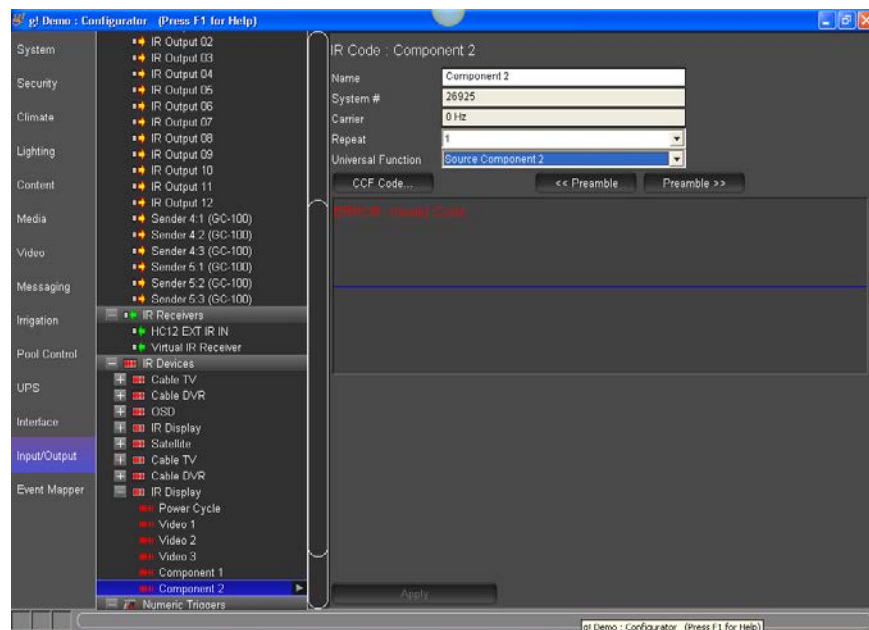 g! Demo : Configurator (Press F1 for Help)
System
Security
Climate
Lighting
Content
Media
Video
Messaging
Irrigation
Pool Control
UPS
Interface
Input/Output
Event Mapper
IR Output 02
IR Output 03
IR Output 04
IR Output 05
IR Output 06
IR Output 07
IR Output 08
IR Output 09
IR Output 10
IR Output 11
IR Output 12
Sender 4:1 (GC-100)
Sender 4:2 (GC-100)
Sender 4:3 (GC-100)
Sender 5:1 (GC-100)
Sender 5:2 (GC-100)
Sender 5:3 (GC-100)
IR Receivers
HC12 EXT IR IN
Virtual IR Receiver
IR Devices
Cable TV
Cable DVR
OSD
IR Display
Satellite
Cable TV
Cable DVR
IR Display
Power Cycle
Video 1
Video 2
Video 3
Component 1
Component 2
Numeric Triggers
IR Code : Component 2
Name Component 2
System # 26925
Carrier 0 Hz
Repeat 1
Universal Function Source Component 2
CCF Code... << Preamble Preamble >>
ERROR : Invalid Code
Apply
g! Demo : Configurator (Press F1 for Help)